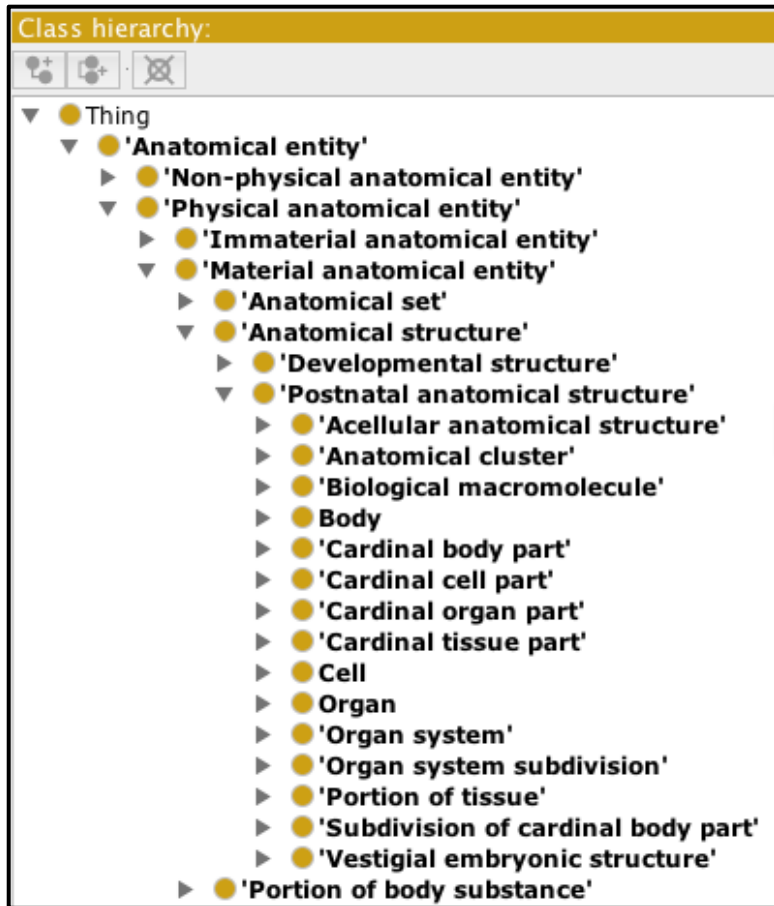 Class hierarchy:
Thing
'Anatomical entity'
'Non-physical anatomical entity'
'Physical anatomical entity'
'Immaterial anatomical entity'
'Material anatomical entity'
'Anatomical set'
'Anatomical structure'
'Developmental structure'
'Postnatal anatomical structure'
'Acellular anatomical structure'
'Anatomical cluster'
'Biological macromolecule'
Body
'Cardinal body part'
'Cardinal cell part'
'Cardinal organ part'
'Cardinal tissue part'
Cell
Organ
'Organ system'
'Organ system subdivision'
'Portion of tissue'
'Subdivision of cardinal body part'
'Vestigial embryonic structure'
'Portion of body substance'